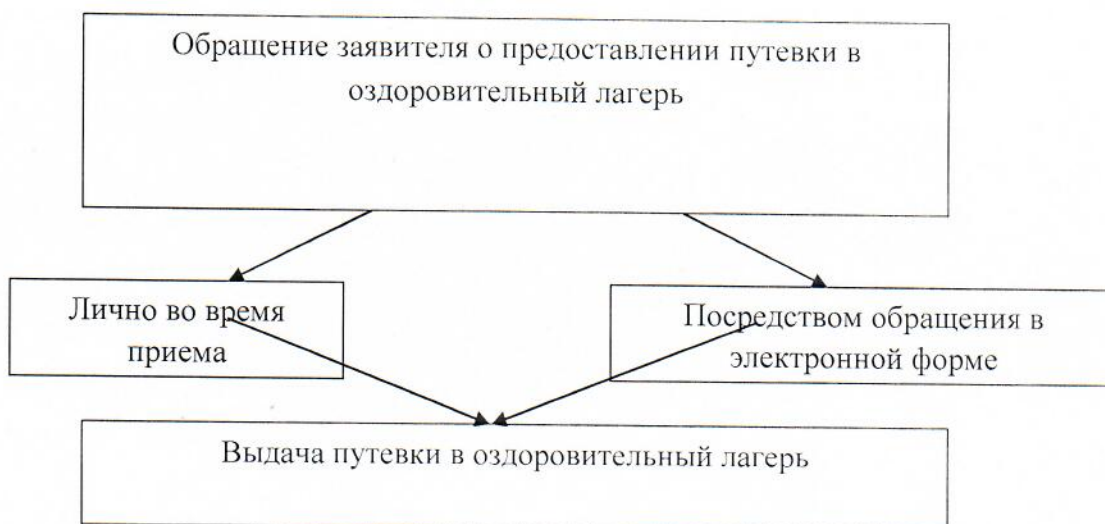 Обращение заявителя о предоставлении путевки в
оздоровительный лагерь
Лично во время
приема
Посредством обращения в
электронной форме
Выдача путевки в оздоровительный лагерь